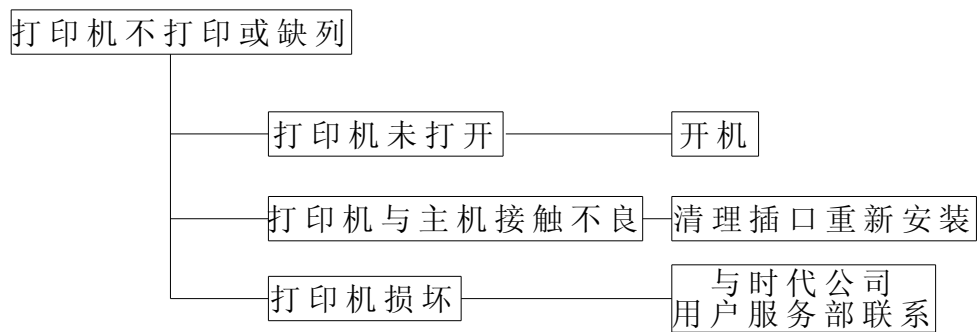 打印机不打印或缺列
打印机未打开
开机
打印机与主机接触不良
清理插口重新安装
打印机损坏
与时代公司
用户服务部联系